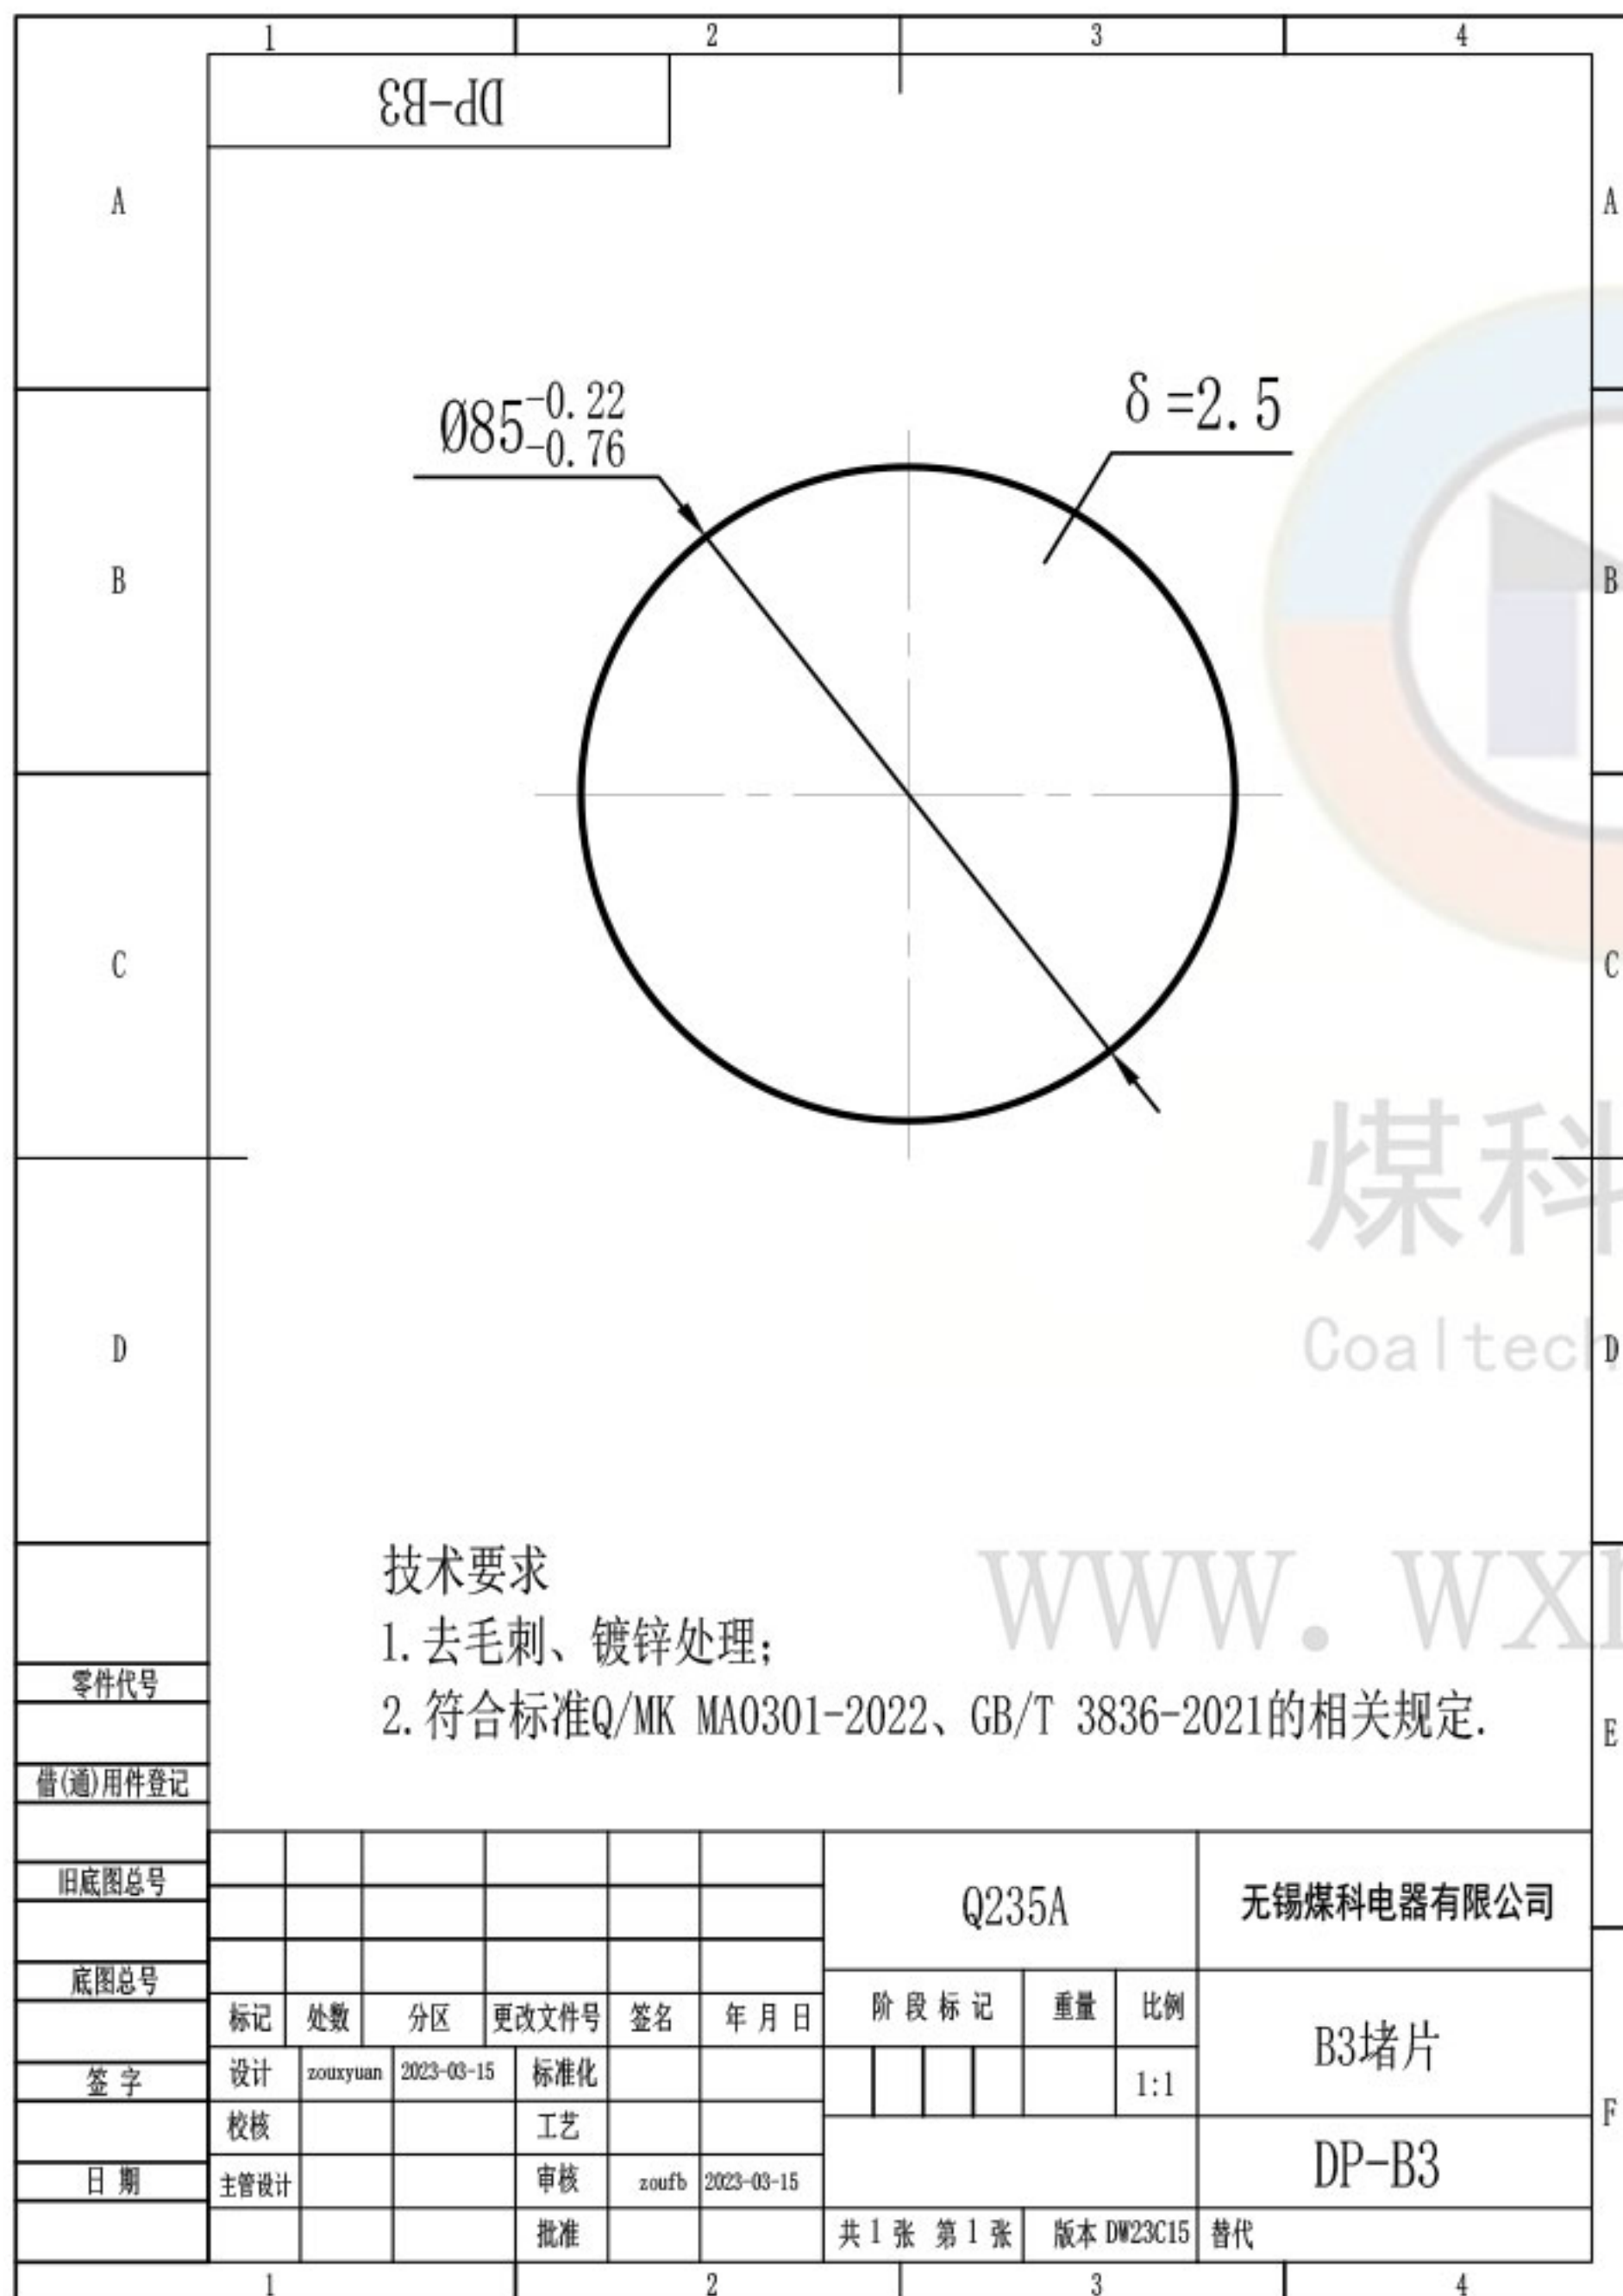 1 2 3 4
DP-B3
A A
Ø85 -0.22 -0.76
δ=2.5
B B
C C
煤科
Coaltech
D D
www.wx
技术要求
1.去毛刺、镀锌处理;
2.符合标准Q/MK MA0301-2022、GB/T 3836-2021的相关规定.
E
零件代号
借(通)用件登记
旧底图总号
底图总号
签字
日期
Q235A
无锡煤科电器有限公司
标记 处数 分区 更改文件号 签名 年月日
阶段标记 重量 比例
B3堵片
设计 zouxyuan 2023-03-15 标准化
1:1
校核 工艺
F
主管设计 审核 zoufb 2023-03-15
DP-B3
批准
共1张 第1张 版本 DW23C15 替代
1 2 3 4